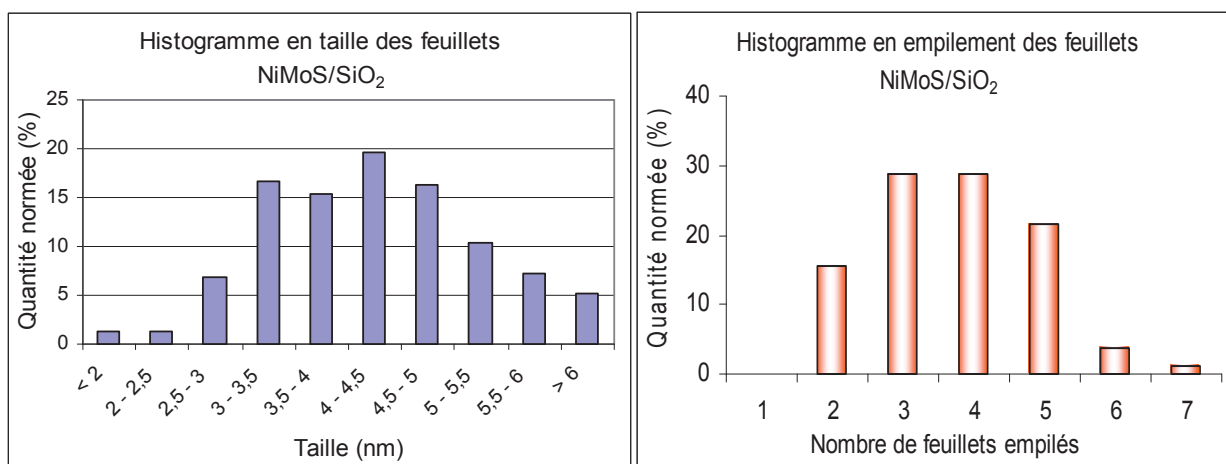 Histogramme en taille des feuillets
NiMoS/SiO₂
Quantité normée (%)
25
20
15
10
5
0
< 2
2 - 2,5
2,5 - 3
3 - 3,5
3,5 - 4
4 - 4,5
4,5 - 5
5 - 5,5
5,5 - 6
> 6
Taille (nm)
Histogramme en empilement des feuillets
NiMoS/SiO₂
Quantité normée (%)
40
30
20
10
0
1 2 3 4 5 6 7
Nombre de feuillets empilés